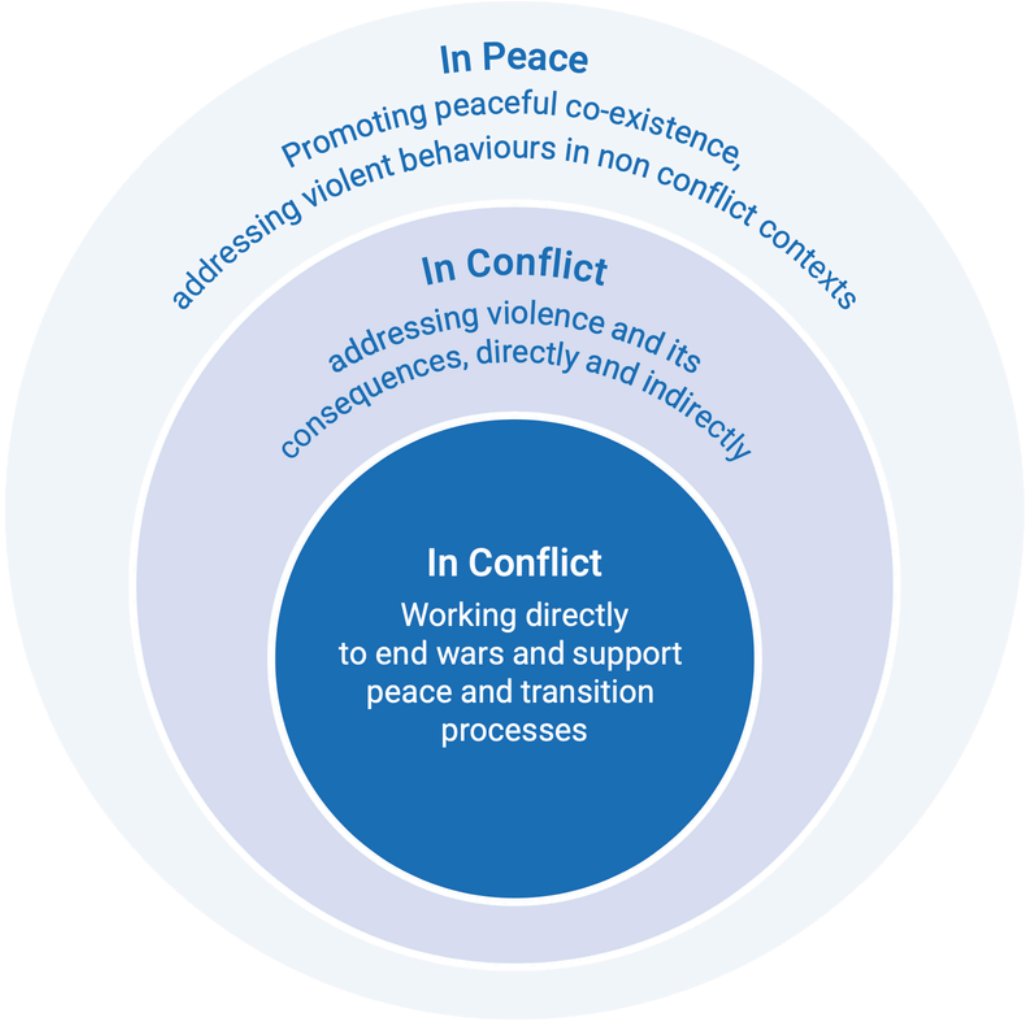 In Peace
Promoting peaceful co-existence,
addressing violent behaviours in non conflict contexts
In Conflict
addressing violence and its
consequences, directly and indirectly
In Conflict
Working directly
to end wars and support
peace and transition
processes